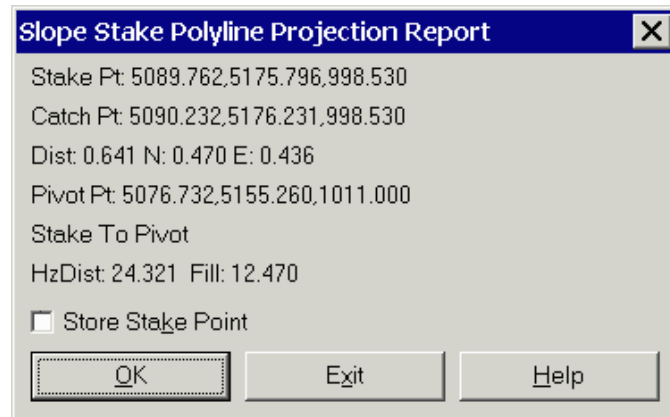 Slope Stake Polyline Projection Report
Stake Pt: 5089.762,5175.796,998.530
Catch Pt: 5090.232,5176.231,998.530
Dist: 0.641 N: 0.470 E: 0.436
Pivot Pt: 5076.732,5155.260,1011.000
Stake To Pivot
HzDist: 24.321 Fill: 12.470
Store Stake Point
OK Exit Help